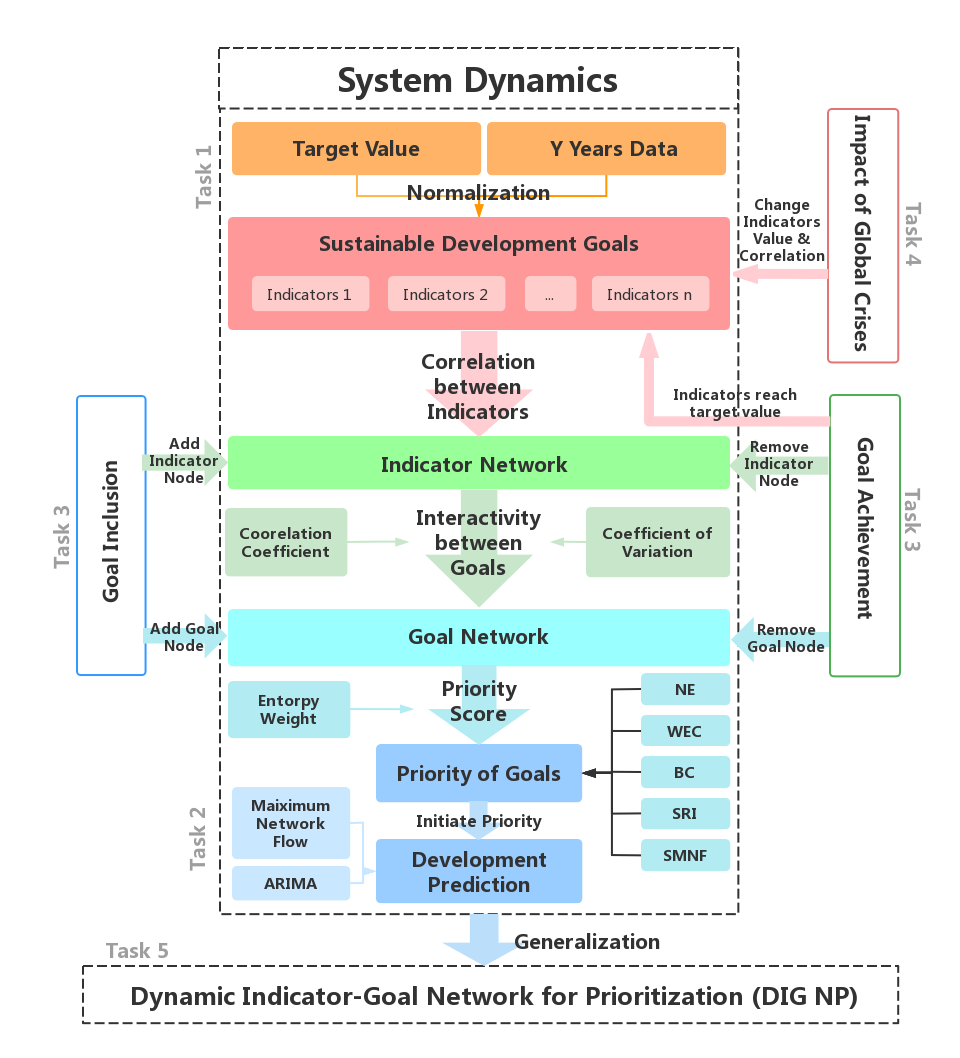 System Dynamics
Task 1
Target Value
Y Years Data
Normalization
Sustainable Development Goals
Indicators 1
Indicators 2
...
Indicators n
Change
Indicators
Value &
Correlation
Impact of Global Crises
Task 4
Correlation
between
Indicators
Indicators reach
target value
Task 3
Goal Inclusion
Add
Indicator
Node
Indicator Network
Remove
Indicator
Node
Goal Achievement
Task 3
Coorelation
Coefficient
Interactivity
between
Goals
Coefficient of
Variation
Add Goal
Node
Goal Network
Remove
Goal Node
Entorpy
Weight
Priority
Score
NE
WEC
BC
SRI
SMNF
Priority of Goals
Task 2
Maiximum
Network
Flow
Initiate Priority
ARIMA
Development
Prediction
Generalization
Task 5
Dynamic Indicator-Goal Network for Prioritization (DIG NP)